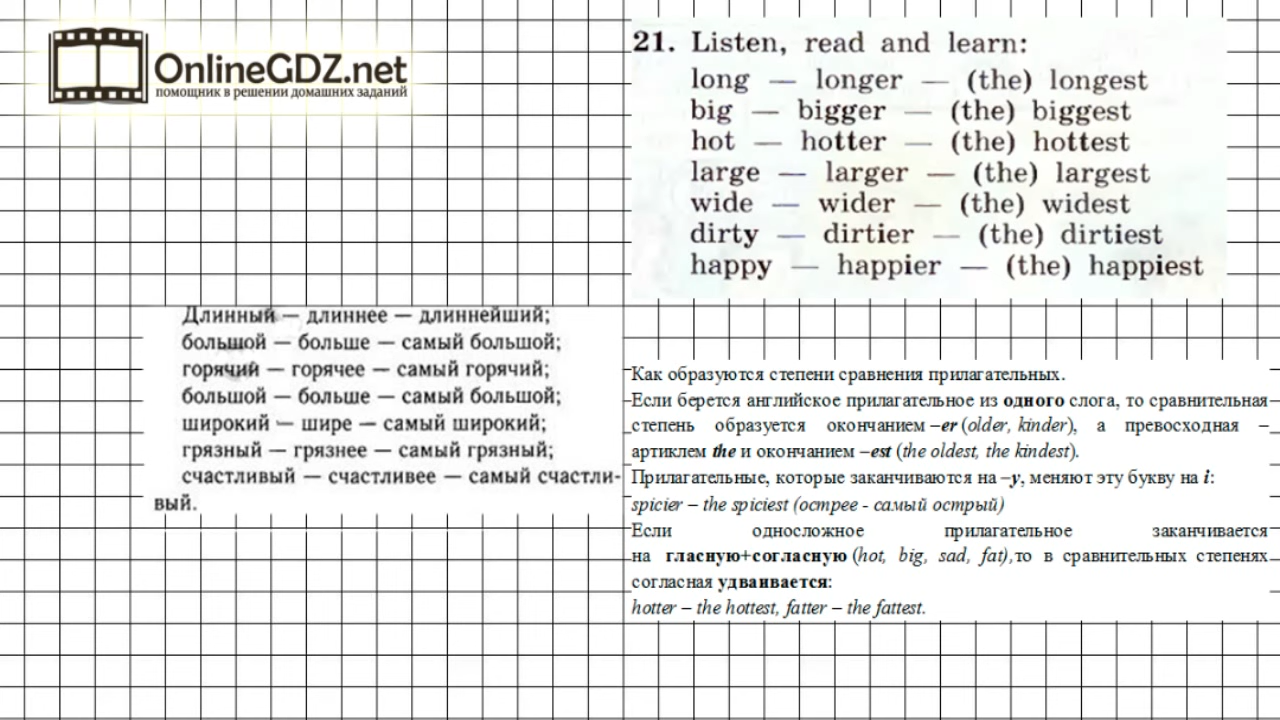 OnlineGDZ.net
помощник в решении домашних заданий
21. Listen, read and learn:
long — longer — (the) longest
big — bigger — (the) biggest
hot — hotter — (the) hottest
large — larger — (the) largest
wide — wider — (the) widest
dirty — dirtier — (the) dirtiest
happy — happier — (the) happiest
Длинный — длиннее — длиннейший;
большой — больше — самый большой;
горячий — горячее — самый горячий;
большой — больше — самый большой;
широкий — шире — самый широкий;
грязный — грязнее — самый грязный;
счастливый — счастливее — самый счастли-
вый.
Как образуются степени сравнения прилагательных.
Если берется английское прилагательное из одного слога, то сравнительная
степень образуется окончанием –er (older, kinder), а превосходная –
артиклем the и окончанием –est (the oldest, the kindest).
Прилагательные, которые заканчиваются на –y, меняют эту букву на i:
spicier – the spiciest (острее - самый острый)
Если односложное прилагательное заканчивается
на гласную+согласную (hot, big, sad, fat),то в сравнительных степенях
согласная удваивается:
hotter – the hottest, fatter – the fattest.